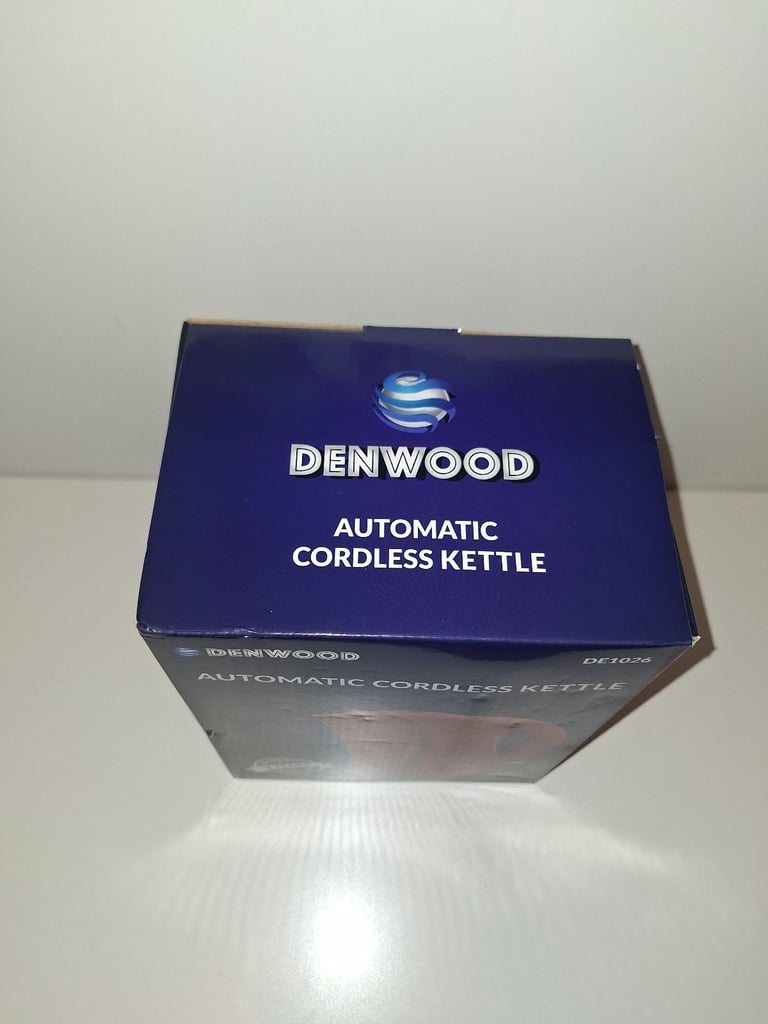 DENWOOD
AUTOMATIC
CORDLESS KETTLE
DENWOOD
DE1026
AUTOMATIC CORDLESS KETTLE